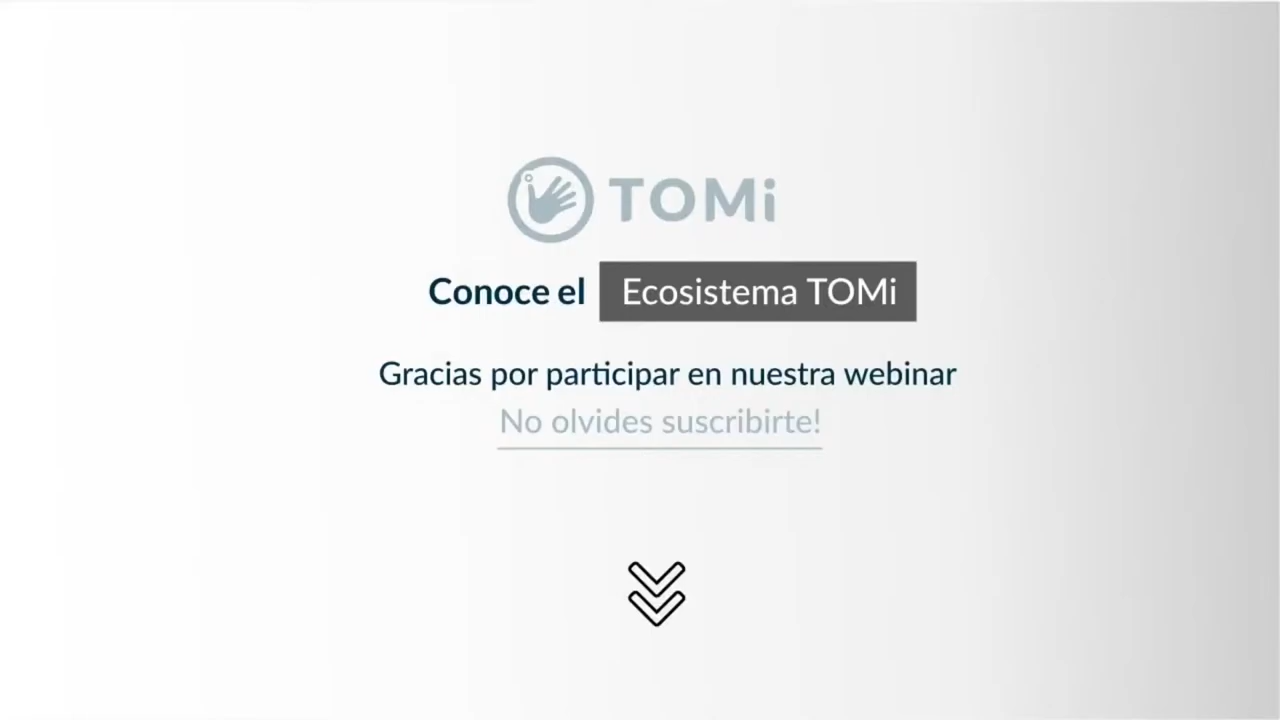 TOMi
Conoce el Ecosistema TOMi
Gracias por participar en nuestra webinar
No olvides suscribirte!